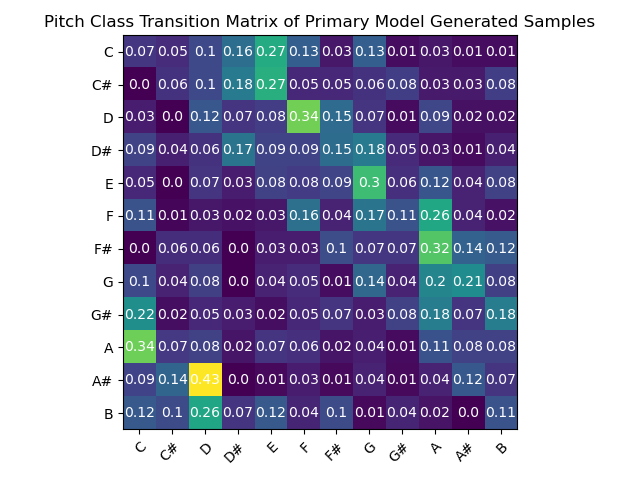 Pitch Class Transition Matrix of Primary Model Generated Samples
C 0.07 0.05 0.1 0.16 0.27 0.13 0.03 0.13 0.01 0.03 0.01 0.01
C# 0.0 0.06 0.1 0.18 0.27 0.05 0.05 0.06 0.08 0.03 0.03 0.08
D 0.03 0.0 0.12 0.07 0.08 0.34 0.15 0.07 0.01 0.09 0.02 0.02
D# 0.09 0.04 0.06 0.17 0.09 0.09 0.15 0.18 0.05 0.03 0.01 0.04
E 0.05 0.0 0.07 0.03 0.08 0.08 0.09 0.3 0.06 0.12 0.04 0.08
F 0.11 0.01 0.03 0.02 0.03 0.16 0.04 0.17 0.11 0.26 0.04 0.02
F# 0.0 0.06 0.06 0.0 0.03 0.03 0.1 0.07 0.07 0.32 0.14 0.12
G 0.1 0.04 0.08 0.0 0.04 0.05 0.01 0.14 0.04 0.2 0.21 0.08
G# 0.22 0.02 0.05 0.03 0.02 0.05 0.07 0.03 0.08 0.18 0.07 0.18
A 0.34 0.07 0.08 0.02 0.07 0.06 0.02 0.04 0.01 0.11 0.08 0.08
A# 0.09 0.14 0.43 0.0 0.01 0.03 0.01 0.04 0.01 0.04 0.12 0.07
B 0.12 0.1 0.26 0.07 0.12 0.04 0.1 0.01 0.04 0.02 0.0 0.11
C C# D D# E F F# G G# A A# B